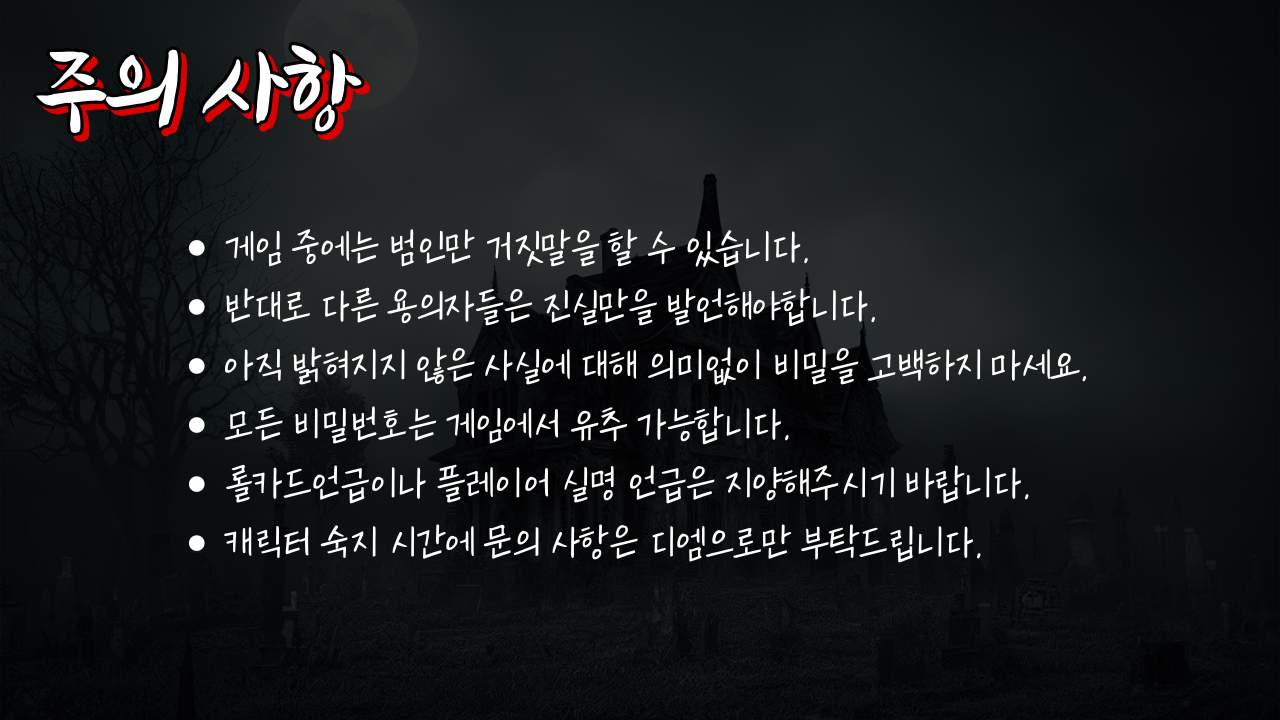 주의 사항
• 게임 중에는 범인만 거짓말을 할 수 있습니다.
• 반대로 다른 용의자들은 진실만을 발언해야합니다.
• 아직 밝혀지지 않은 사실에 대해 의미없이 비밀을 고백하지 마세요.
• 모든 비밀번호는 게임에서 유추 가능합니다.
• 롤카드언급이나 플레이어 실명 언급은 지양해주시기 바랍니다.
• 캐릭터 숙지 시간에 문의 사항은 디엠으로만 부탁드립니다.